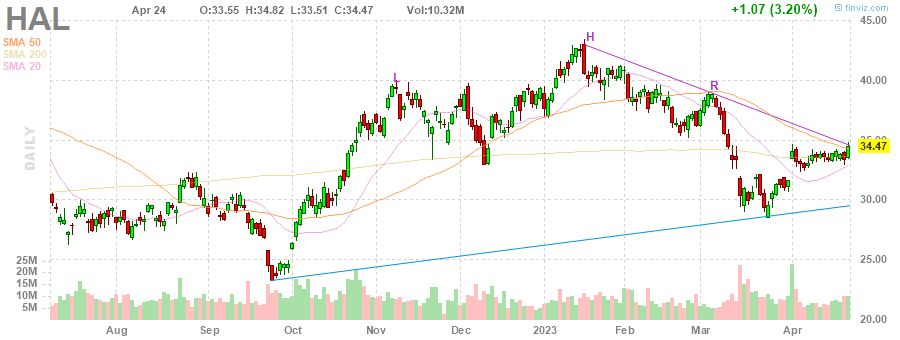 HAL Apr 24 O:33.55 H:34.82 L:33.51 C:34.47 Vol:10.32M +1.07 (3.20%) @ finviz.com
SMA 50
SMA 200
SMA 20
DAILY
L
H
R
45.00
40.00
35.00
34.47
30.00
25.00
20.00
25M
20M
15M
10M
5M
Aug Sep Oct Nov Dec 2023 Feb Mar Apr